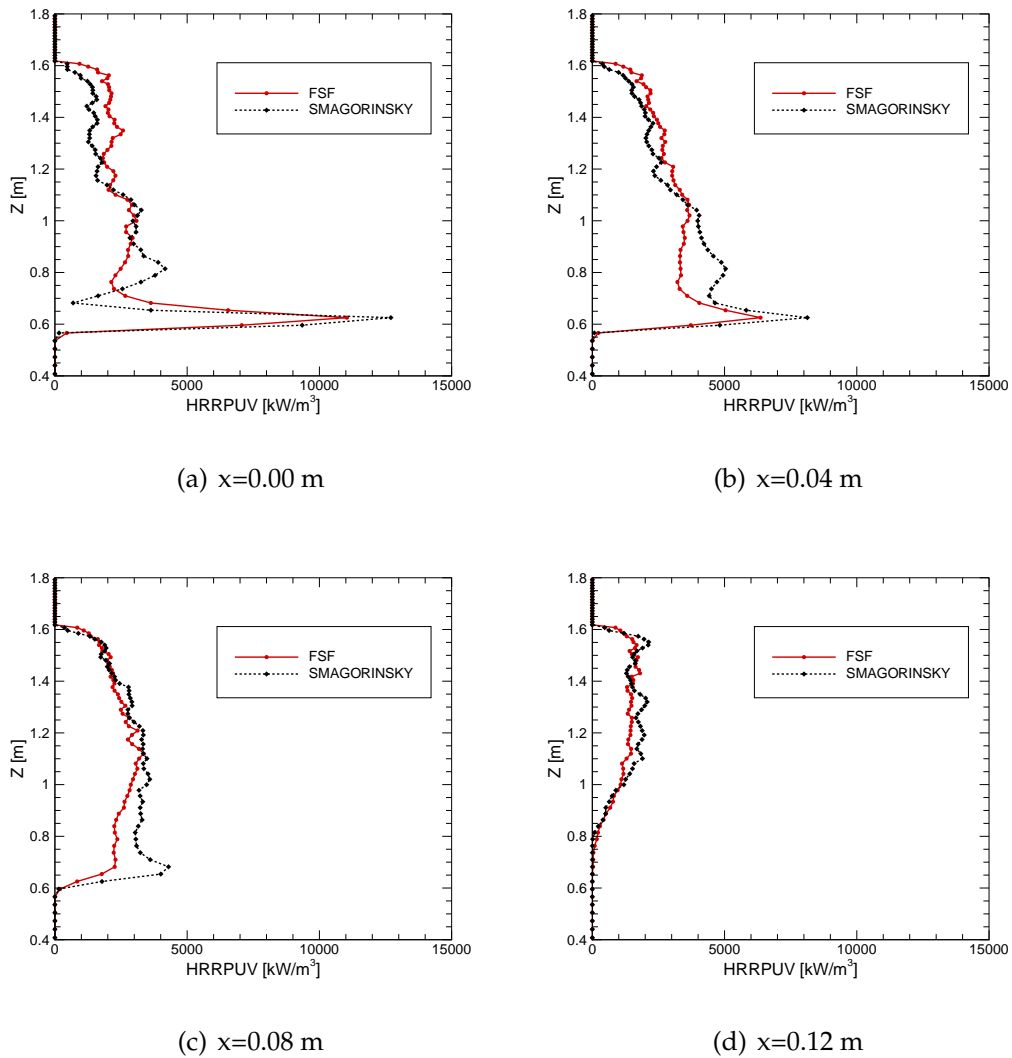 1.8
1.6
1.4
1.2
1
0.8
0.6
0.4
Z [m]
FSF
SMAGORINSKY
0 5000 10000 15000
HRRPUV [kW/m³]
(a) x=0.00 m
1.8
1.6
1.4
1.2
1
0.8
0.6
0.4
Z [m]
FSF
SMAGORINSKY
0 5000 10000 15000
HRRPUV [kW/m³]
(b) x=0.04 m
1.8
1.6
1.4
1.2
1
0.8
0.6
0.4
Z [m]
FSF
SMAGORINSKY
0 5000 10000 15000
HRRPUV [kW/m³]
(c) x=0.08 m
1.8
1.6
1.4
1.2
1
0.8
0.6
0.4
Z [m]
FSF
SMAGORINSKY
0 5000 10000 15000
HRRPUV [kW/m³]
(d) x=0.12 m